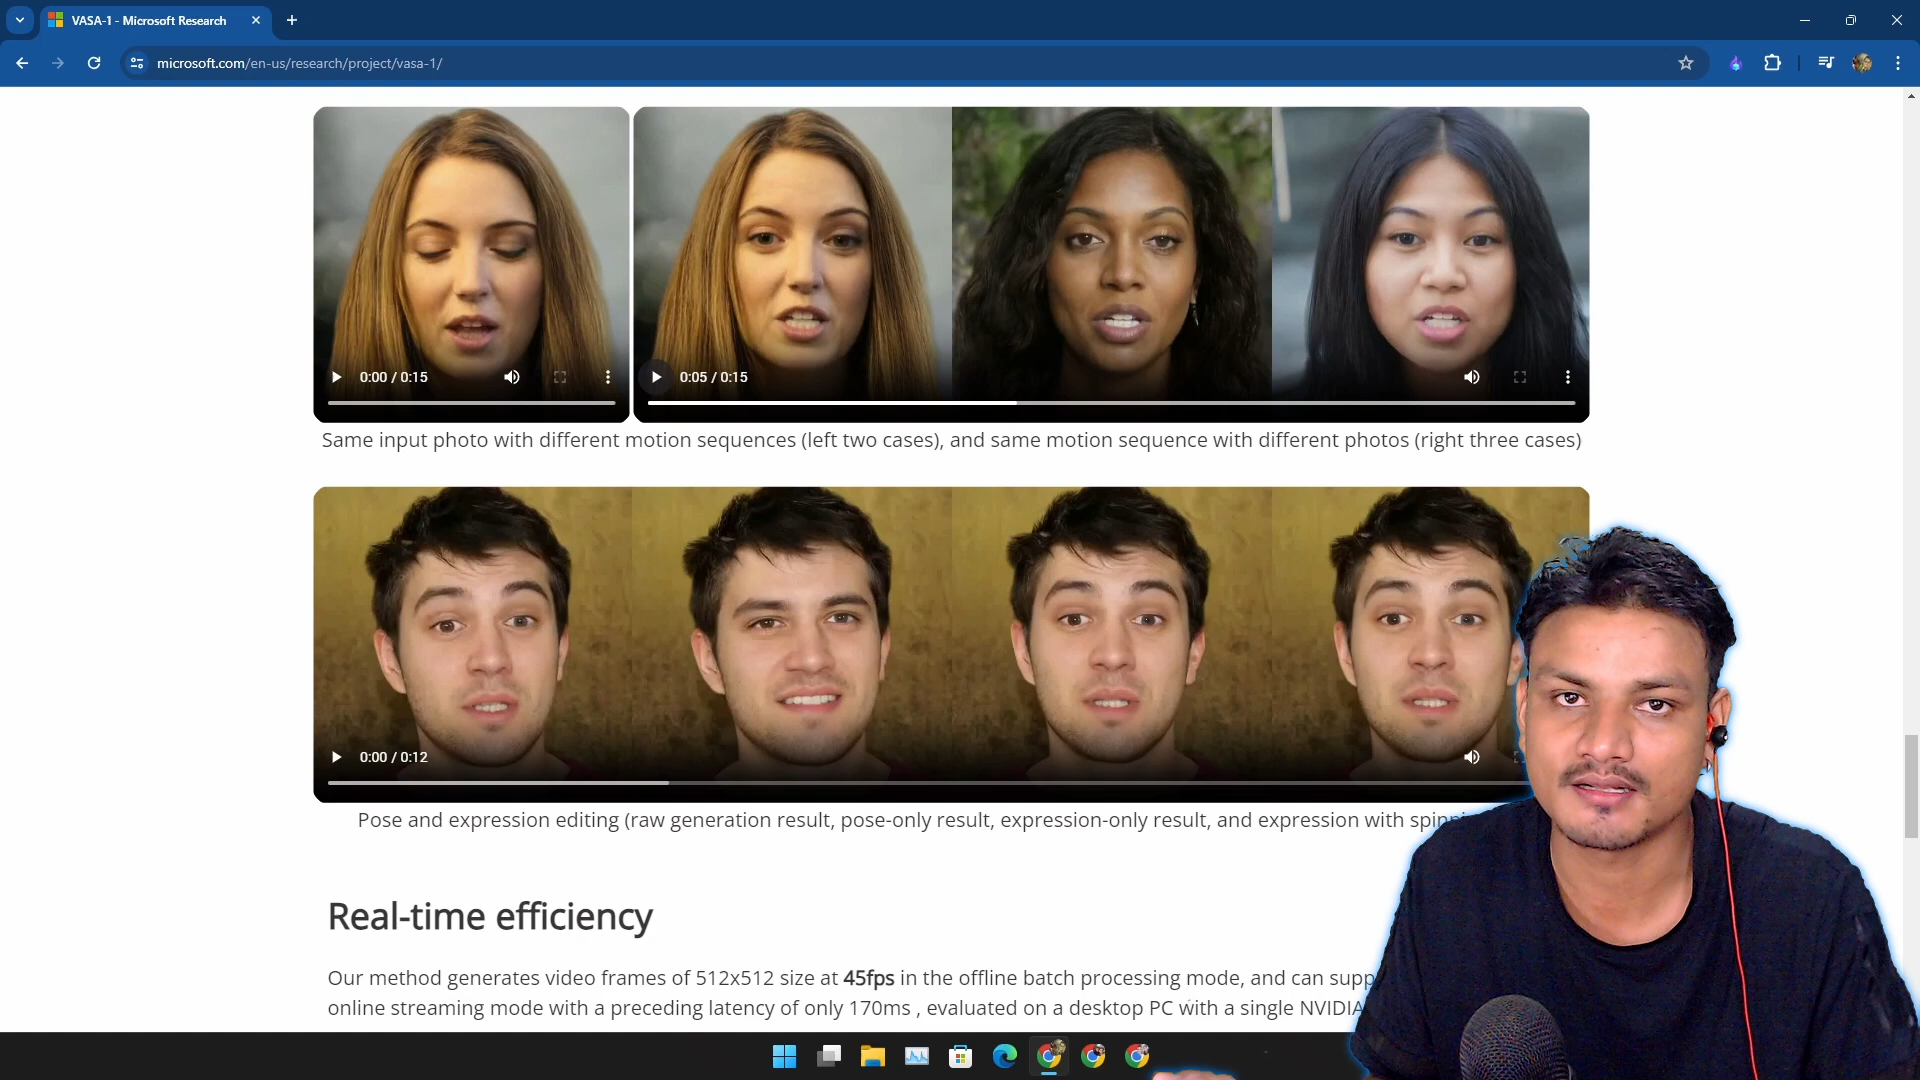 VASA-1 - Microsoft Research
microsoft.com/en-us/research/project/vasa-1/
0:00 / 0:15
0:05 / 0:15
Same input photo with different motion sequences (left two cases), and same motion sequence with different photos (right three cases)
0:00 / 0:12
Pose and expression editing (raw generation result, pose-only result, expression-only result, and expression with
Real-time efficiency
Our method generates video frames of 512x512 size at 45fps in the offline batch processing mode, and can
online streaming mode with a preceding latency of only 170ms , evaluated on a desktop PC with a single NVIDIA